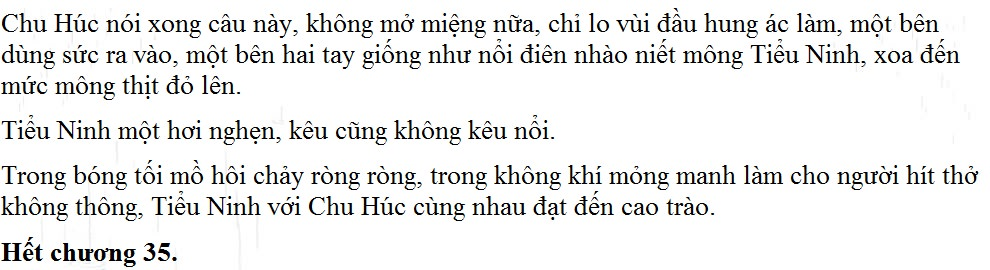 Chu Húc nói xong câu này, không mở miệng nữa, chỉ lo vùi đầu hung ác làm, một bên
dùng sức ra vào, một bên hai tay giống như nổi điên nhào niết mông Tiểu Ninh, xoa đến
mức mông thịt đỏ lên.
Tiểu Ninh một hơi nghẹn, kêu cũng không kêu nổi.
Trong bóng tối mồ hôi chảy ròng ròng, trong không khí mỏng manh làm cho người hít thở
không thông, Tiểu Ninh với Chu Húc cùng nhau đạt đến cao trào.
Hết chương 35.